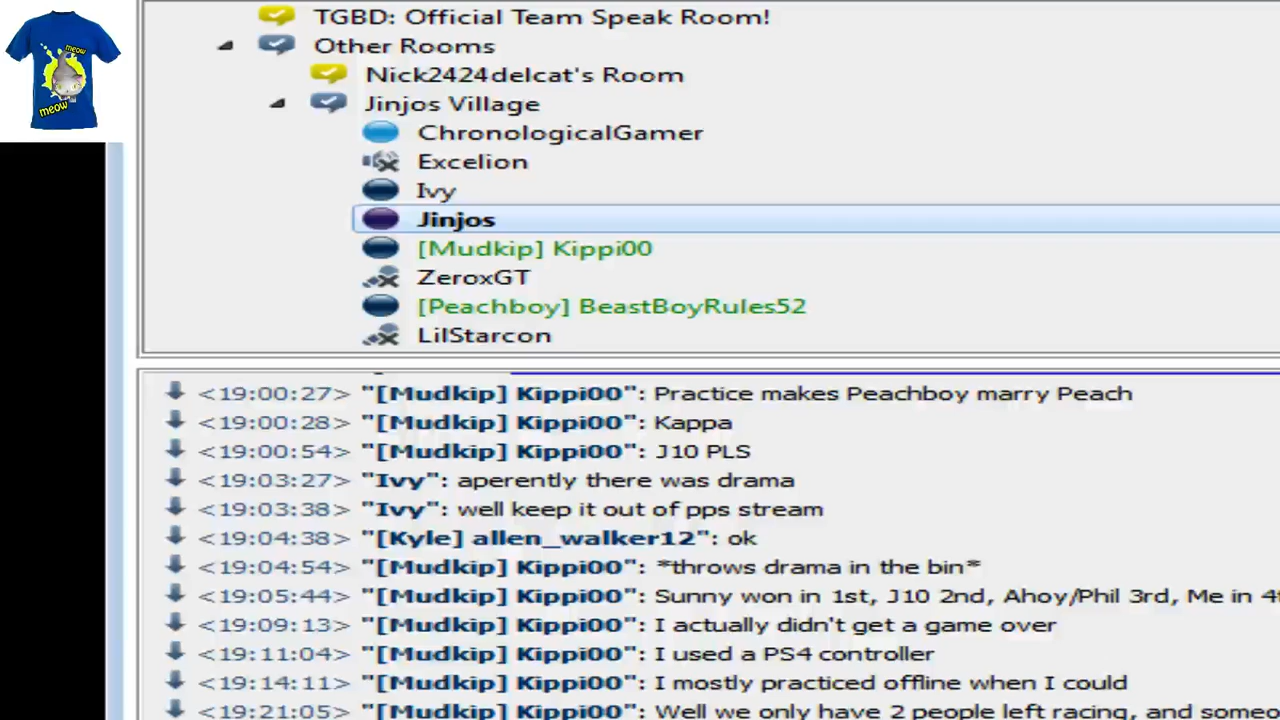 meow
meow
TGBD: Official Team Speak Room!
Other Rooms
Nick2424delcat's Room
Jinjos Village
ChronologicalGamer
Excelion
Ivy
Jinjos
[Mudkip] Kippi00
ZeroxGT
[Peachboy] BeastBoyRules52
LilStarcon
<19:00:27> "[Mudkip] Kippi00": Practice makes Peachboy marry Peach
<19:00:28> "[Mudkip] Kippi00": Kappa
<19:00:54> "[Mudkip] Kippi00": J10 PLS
<19:03:27> "Ivy": aperently there was drama
<19:03:38> "Ivy": well keep it out of pps stream
<19:04:38> "[Kyle] allen_walker12": ok
<19:04:54> "[Mudkip] Kippi00": *throws drama in the bin*
<19:05:44> "[Mudkip] Kippi00": Sunny won in 1st, J10 2nd, Ahoy/Phil 3rd, Me in 4t
<19:09:13> "[Mudkip] Kippi00": I actually didn't get a game over
<19:11:04> "[Mudkip] Kippi00": I used a PS4 controller
<19:14:11> "[Mudkip] Kippi00": I mostly practiced offline when I could
<19:21:05> "[Mudkip] Kippi00": Well we only have 2 people left racing, and someo